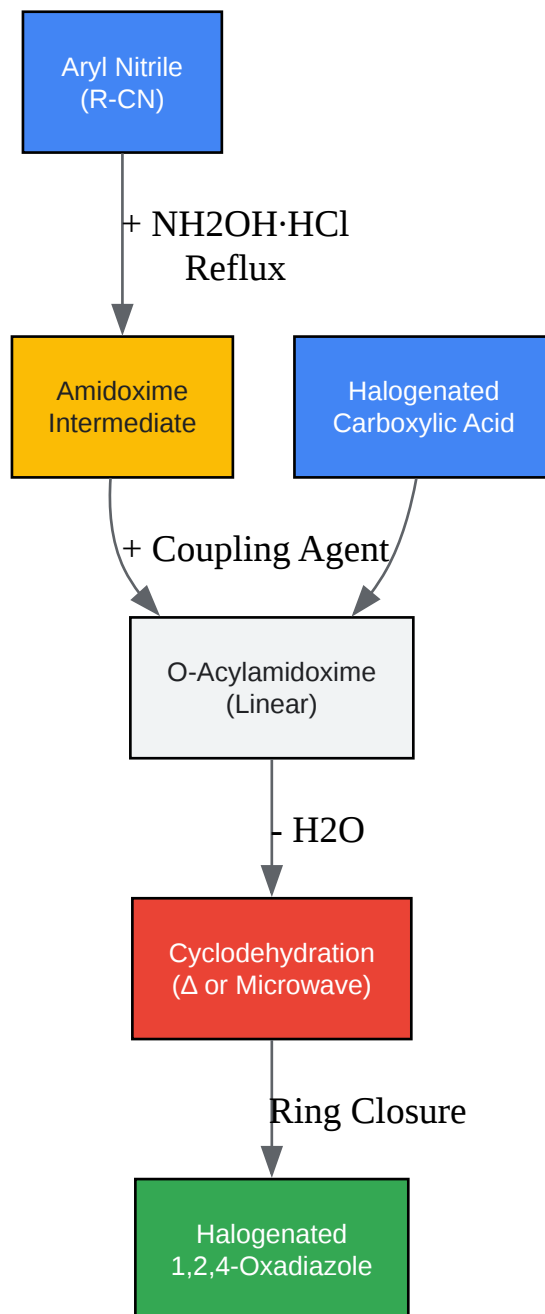 Aryl Nitrile
(R-CN)
+ NH2OH·HCl
Reflux
Amidoxime
Intermediate
Halogenated
Carboxylic Acid
+ Coupling Agent
O-Acylamidoxime
(Linear)
- H2O
Cyclodehydration
(Δ or Microwave)
Ring Closure
Halogenated
1,2,4-Oxadiazole